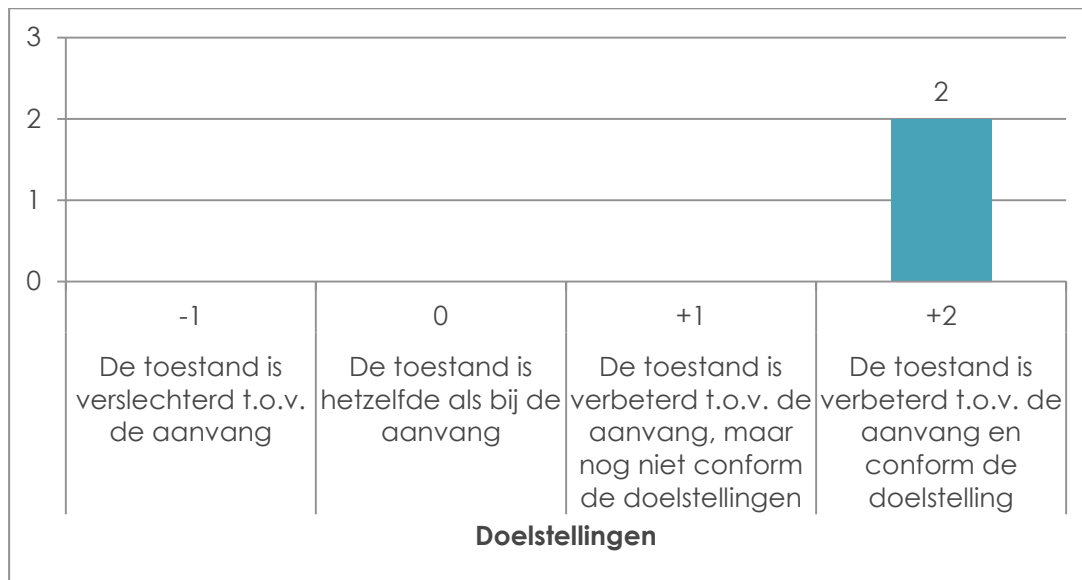 3
2
2
1
0
-1
0
+1
+2
De toestand is
verslechterd t.o.v.
de aanvang
De toestand is
hetzelfde als bij de
aanvang
De toestand is
verbeterd t.o.v. de
aanvang, maar
nog niet conform
de doelstellingen
De toestand is
verbeterd t.o.v. de
aanvang en
conform de
doelstelling
Doelstellingen